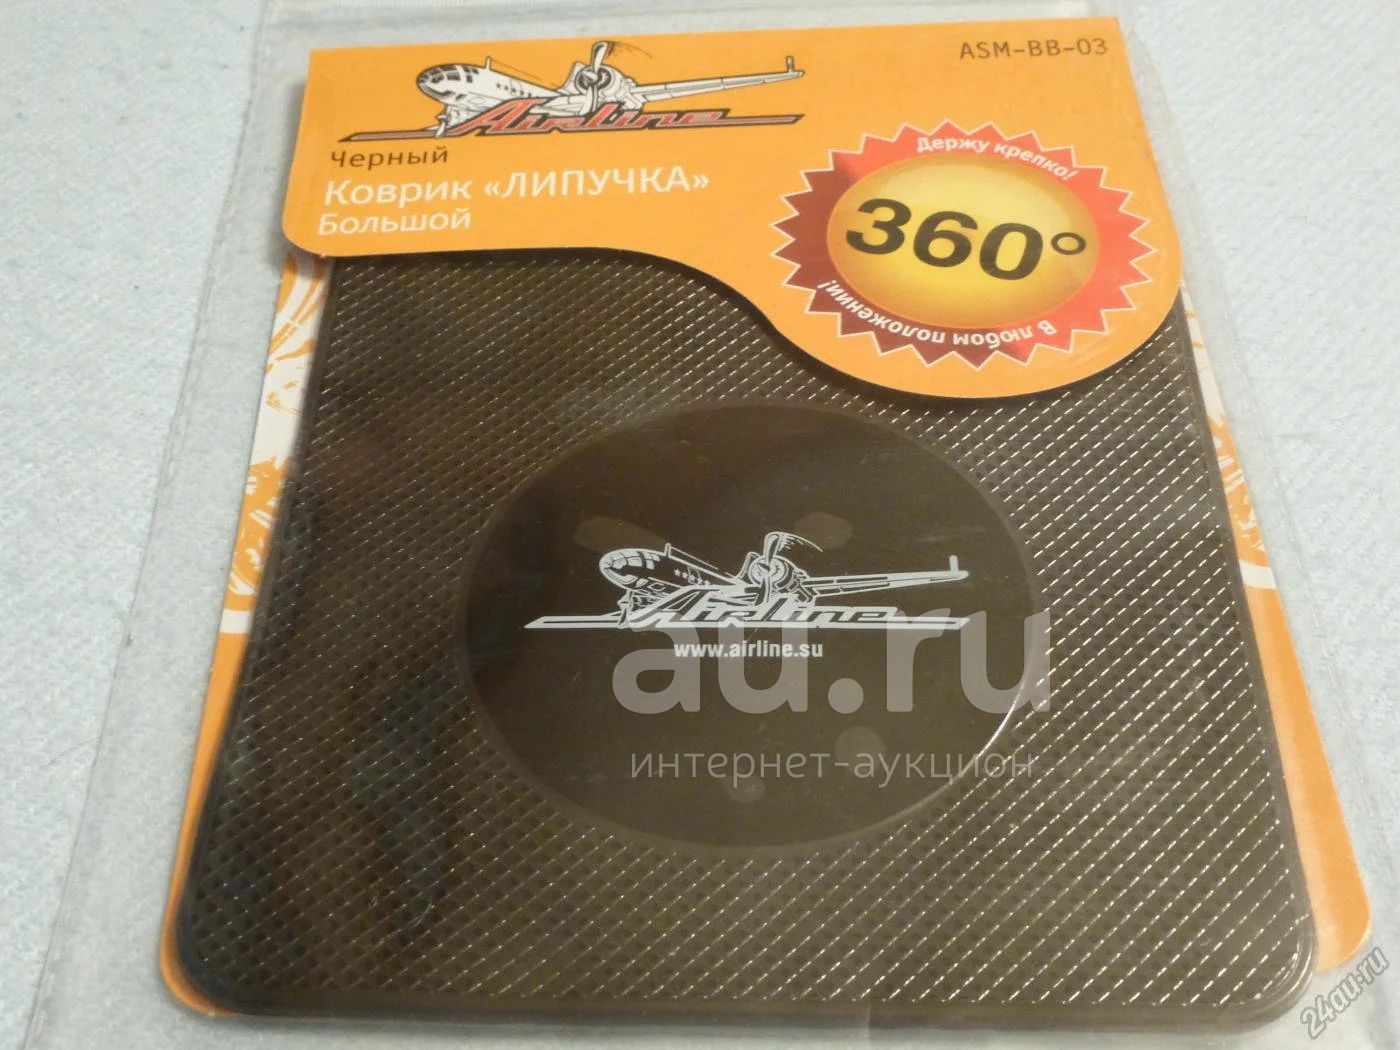 ASM-BB-03
Airline
Черный
Коврик «ЛИПУЧКА»
Большой
Держу крепко!
360°
В любом положении!
Airline
www.airline.su
au.ru
интернет-аукцион
24au.ru